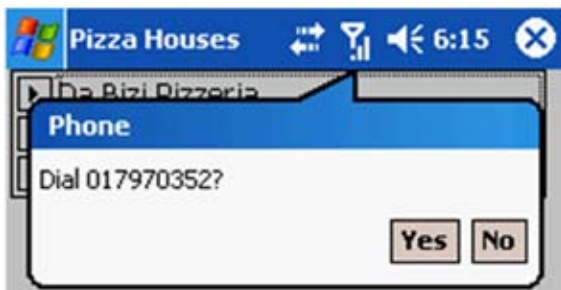 Pizza Houses 6:15
Da Bizi Pizzeria
Phone
Dial 017970352?
Yes No